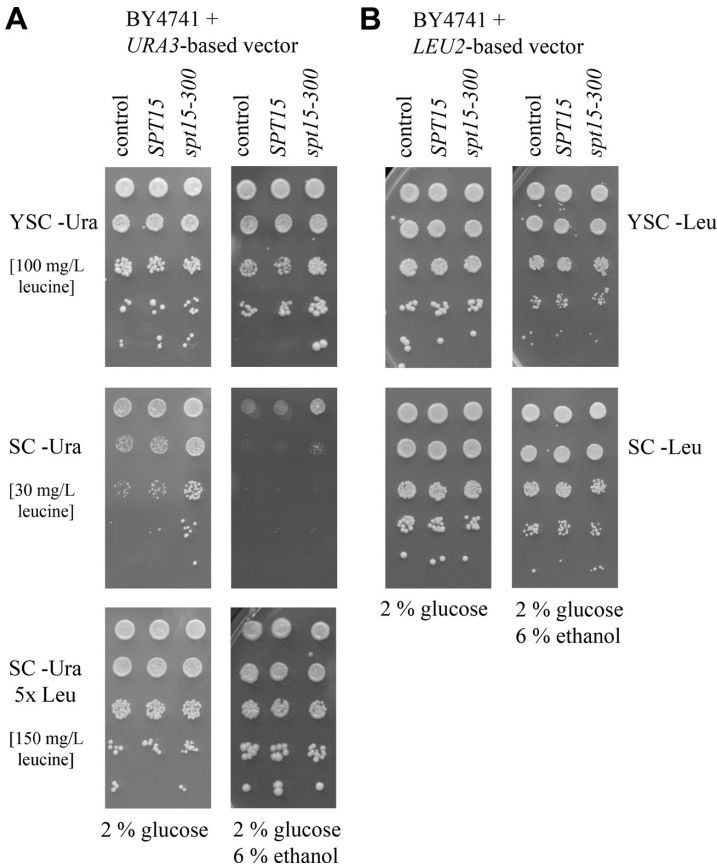 A
BY4741 +
URA3-based vector
control
SPT15
spt15-300
control
SPT15
spt15-300
YSC -Ura
[100 mg/L
leucine]
SC -Ura
[30 mg/L
leucine]
SC -Ura
5x Leu
[150 mg/L
leucine]
2 % glucose
2 % glucose
6 % ethanol
B
BY4741 +
LEU2-based vector
control
SPT15
spt15-300
control
SPT15
spt15-300
YSC -Leu
SC -Leu
2 % glucose
2 % glucose
6 % ethanol